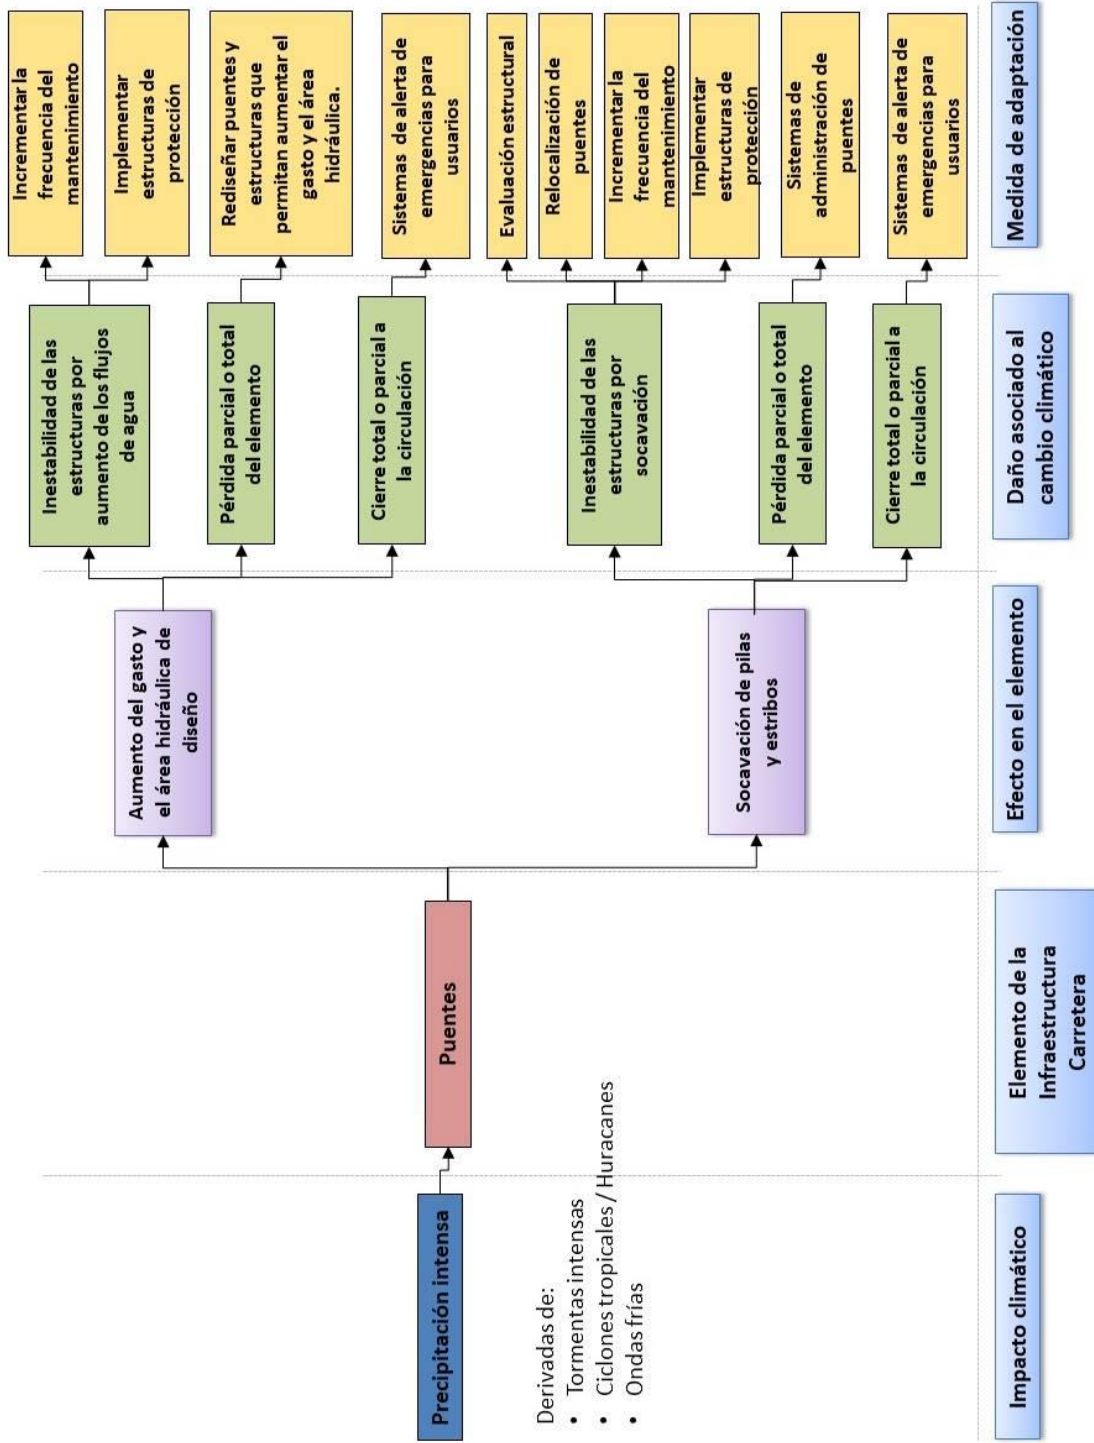 Precipitación intensa
Derivadas de:
• Tormentas intensas
• Ciclones tropicales / Huracanes
• Ondas frías
Puentes
Aumento del gasto y
el área hidráulica de
diseño
Socavación de pilas
y estribos
Inestabilidad de las
estructuras por
aumento de los flujos
de agua
Pérdida parcial o total
del elemento
Cierre total o parcial a
la circulación
Inestabilidad de las
estructuras por
socavación
Pérdida parcial o total
del elemento
Cierre total o parcial a
la circulación
Incrementar la
frecuencia del
mantenimiento
Implementar
estructuras de
protección
Rediseñar puentes y
estructuras que
permitan aumentar el
gasto y el área
hidráulica.
Sistemas de alerta de
emergencias para
usuarios
Evaluación estructural
Relocalización de
puentes
Incrementar la
frecuencia del
mantenimiento
Implementar
estructuras de
protección
Sistemas de
administración de
puentes
Sistemas de alerta de
emergencias para
usuarios
Impacto climático
Elemento de la
Infraestructura
Carretera
Efecto en el elemento
Daño asociado al
cambio climático
Medida de adaptación